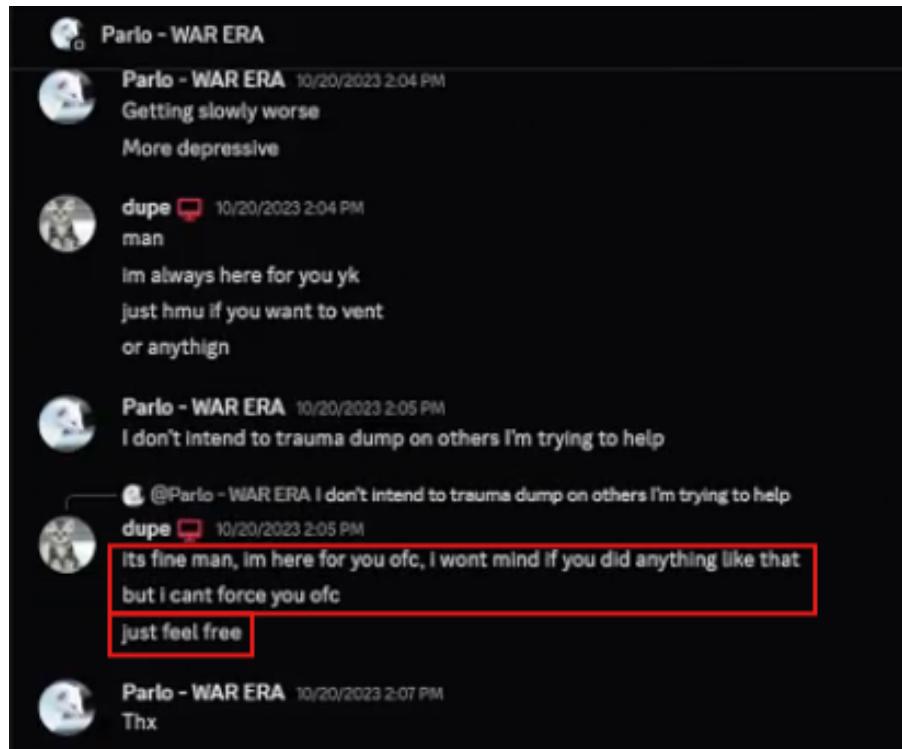 Parlo - WAR ERA
Parlo - WAR ERA 10/20/2023 2:04 PM
Getting slowly worse
More depressive
dupe 10/20/2023 2:04 PM
man
im always here for you yk
just hmu if you want to vent
or anythign
Parlo - WAR ERA 10/20/2023 2:05 PM
I don't intend to trauma dump on others I'm trying to help
@Parlo - WAR ERA I don't intend to trauma dump on others I'm trying to help
dupe 10/20/2023 2:05 PM
its fine man, im here for you ofc, i wont mind if you did anything like that
but i cant force you ofc
just feel free
Parlo - WAR ERA 10/20/2023 2:07 PM
Thx